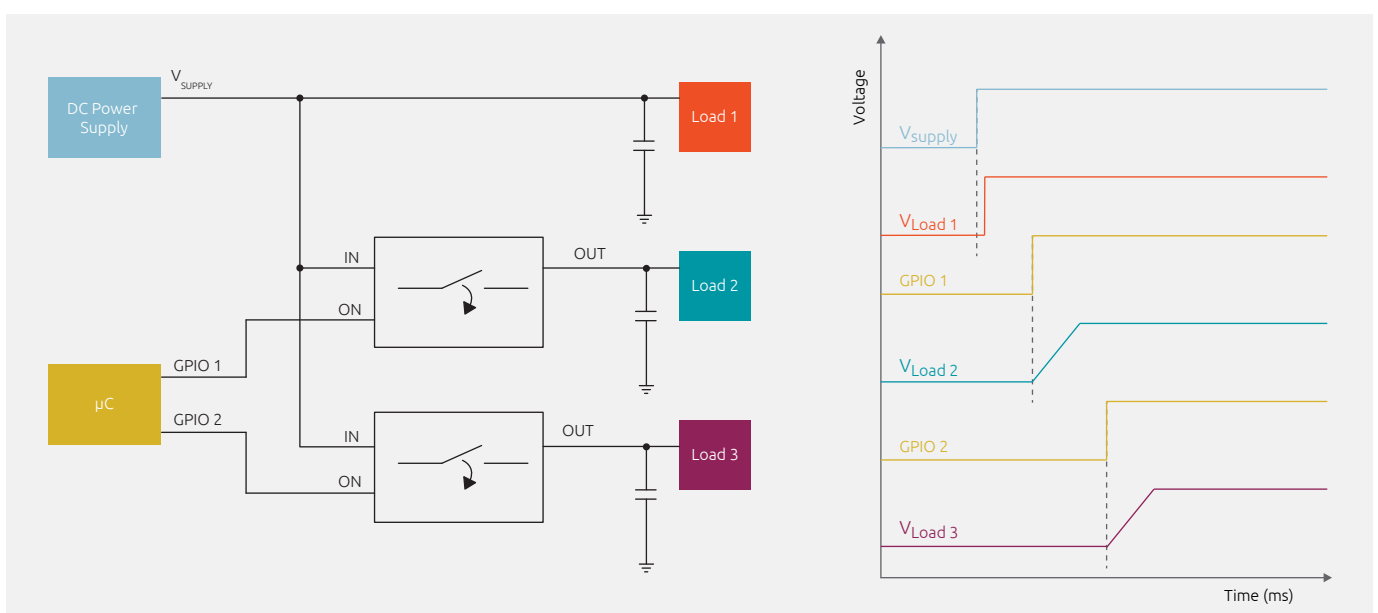 DC Power
Supply
VSUPPLY
Load 1
IN
ON
OUT
Load 2
µC
GPIO 1
GPIO 2
IN
ON
OUT
Load 3
Voltage
Vsupply
VLoad 1
GPIO 1
VLoad 2
GPIO 2
VLoad 3
Time (ms)